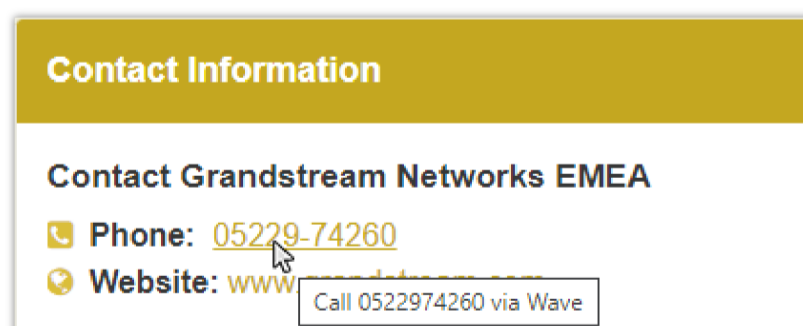 Contact Information
Contact Grandstream Networks EMEA
Phone: 05229-74260
Website: www.
Call 0522974260 via Wave